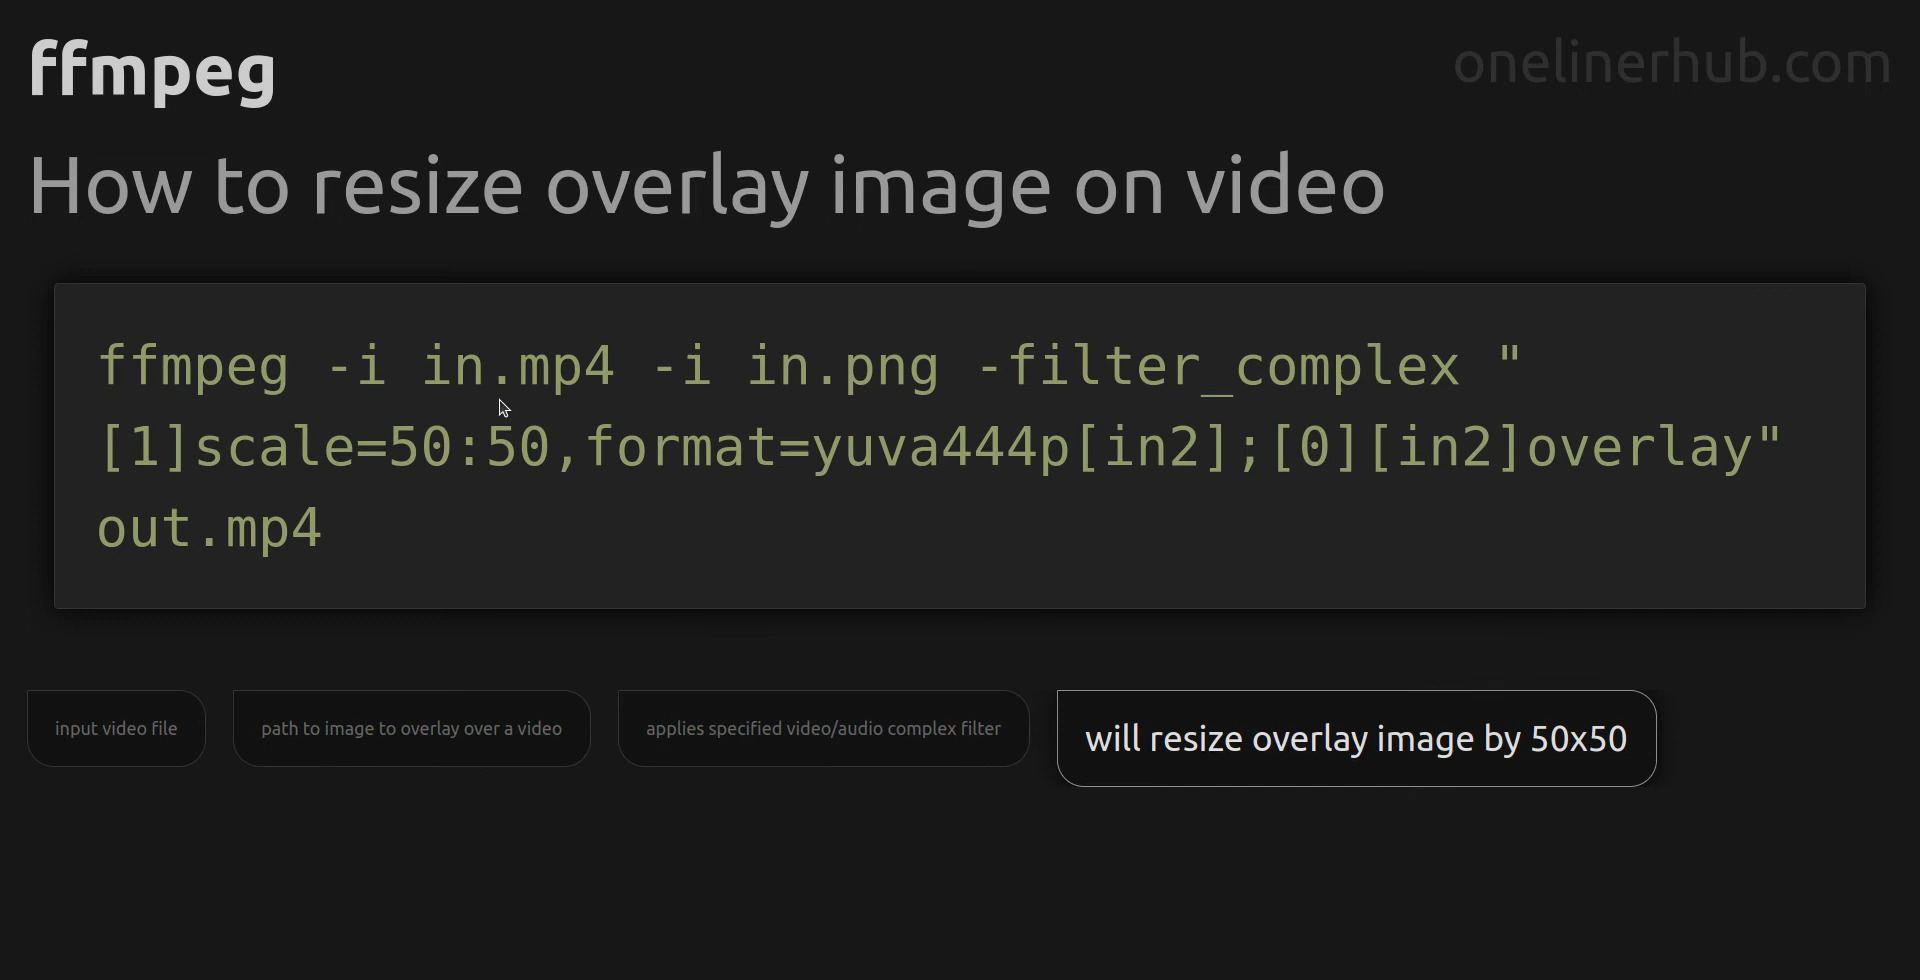 ffmpeg
onelinerhub.com
How to resize overlay image on video
ffmpeg -i in.mp4 -i in.png -filter_complex "
[1]scale=50:50,format=yuva444p[in2];[0][in2]overlay"
out.mp4
input video file
path to image to overlay over a video
applies specified video/audio complex filter
will resize overlay image by 50x50